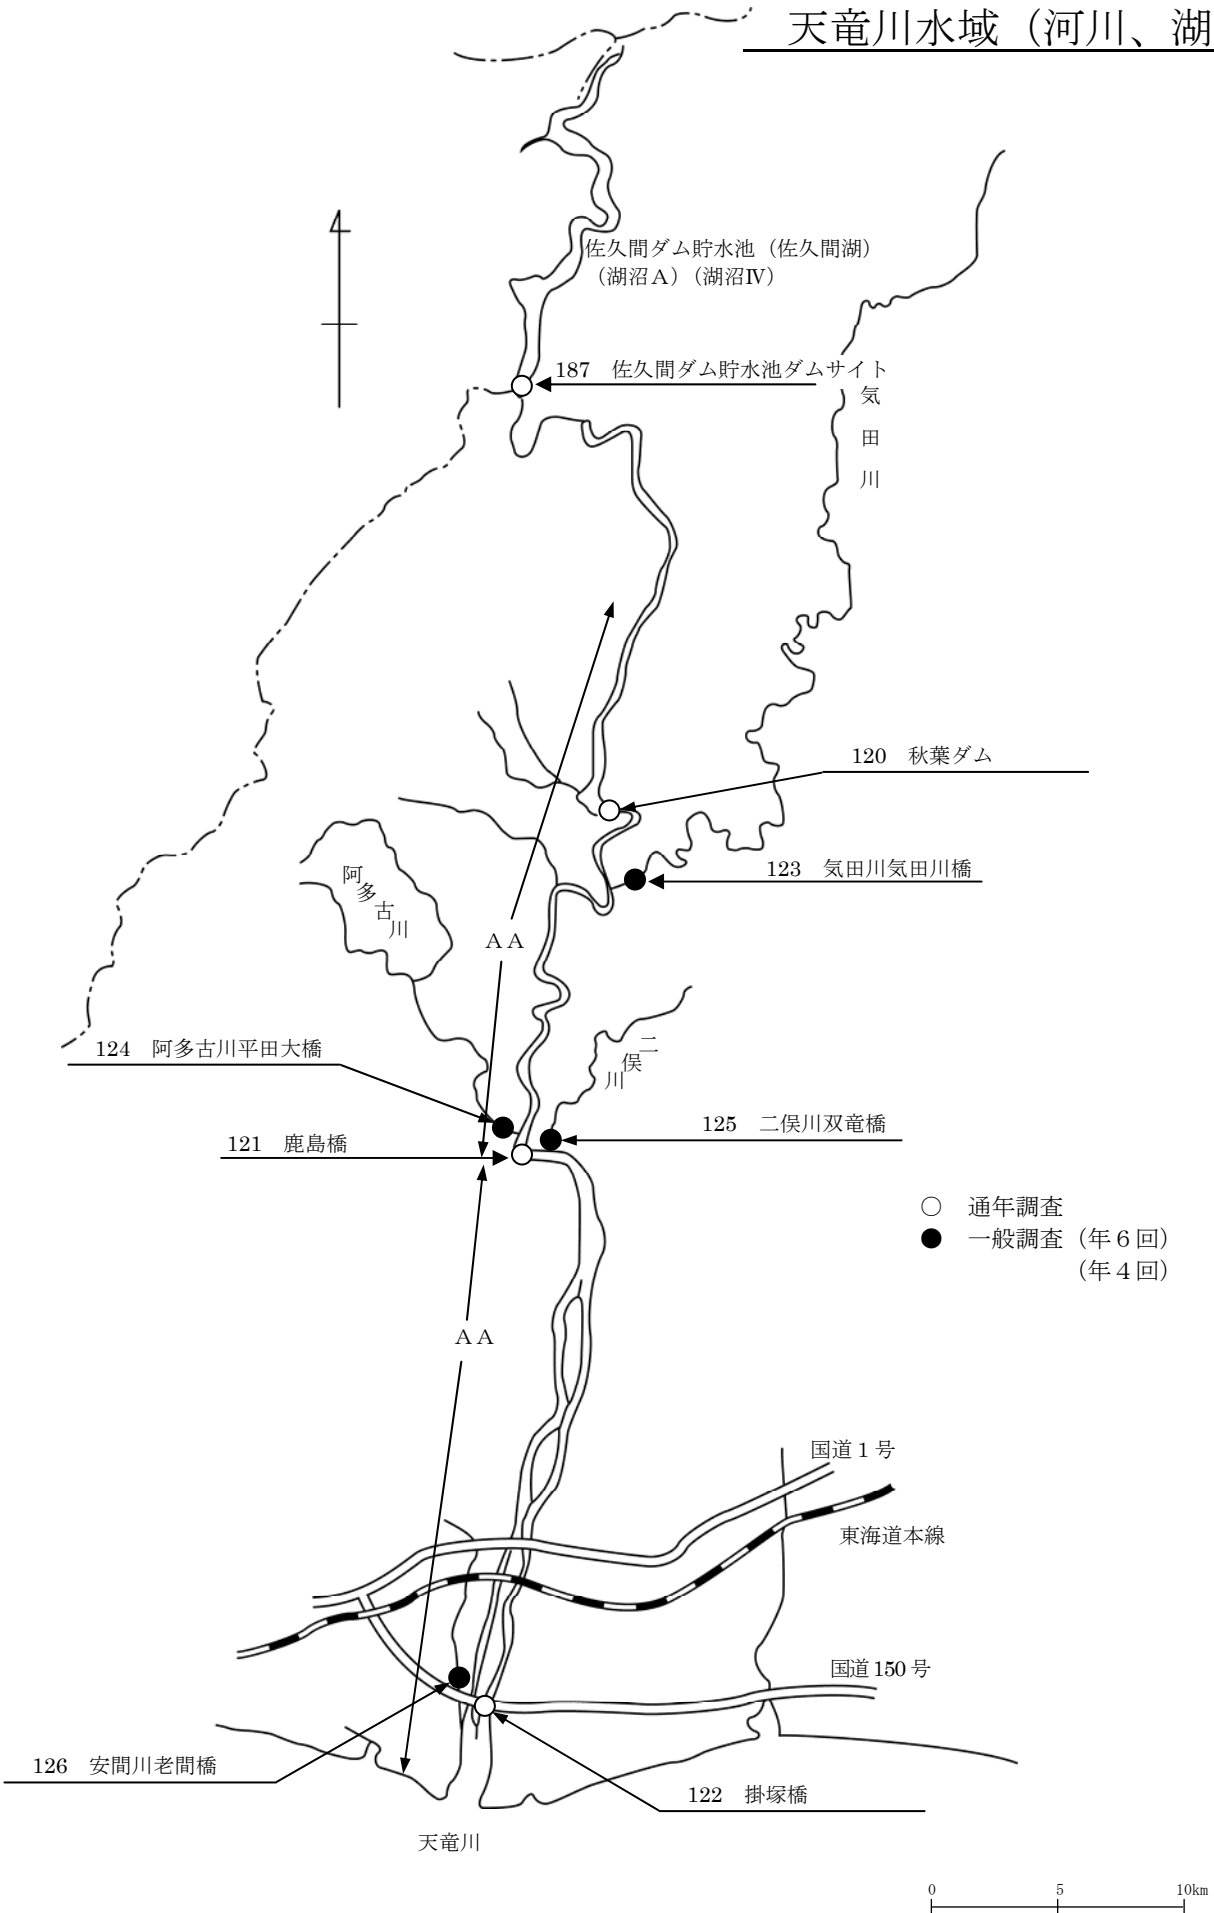 天竜川水域（河川、湖
佐久間ダム貯水池（佐久間湖）
（湖沼Ａ）（湖沼Ⅳ）
187 佐久間ダム貯水池ダムサイト
気田川
120 秋葉ダム
123 気田川気田川橋
阿多古川
ＡＡ
二俣川
124 阿多古川平田大橋
125 二俣川双竜橋
121 鹿島橋
○ 通年調査
● 一般調査（年６回）
（年４回）
ＡＡ
国道１号
東海道本線
国道150号
126 安間川老間橋
122 掛塚橋
天竜川
0 5 10km